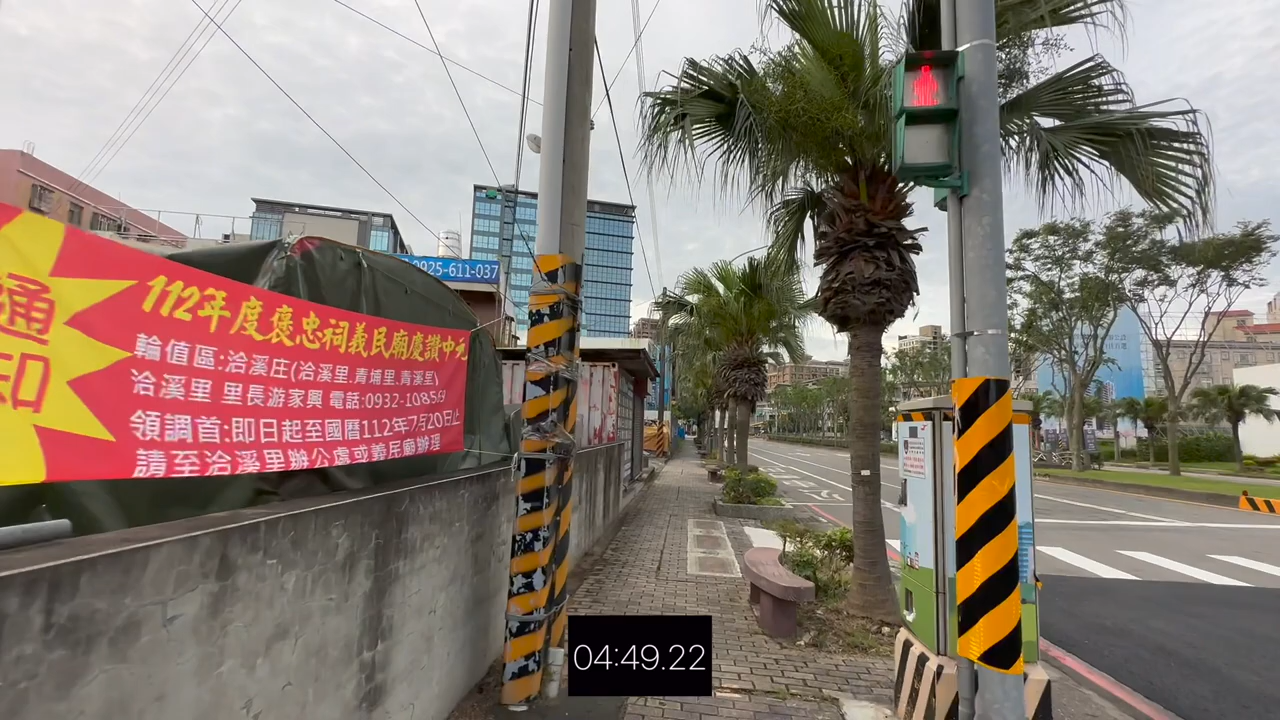 通
知
112年度褒忠祠義民廟慶讚中元
輪值區:洽溪庄(洽溪里.青埔里.青溪里)
洽溪里 里長游家興 電話:0932-1085
領調首:即日起至國曆112年7月20日止
請至洽溪里辦公處或義民廟辦理
0925-611-037
04:49.22